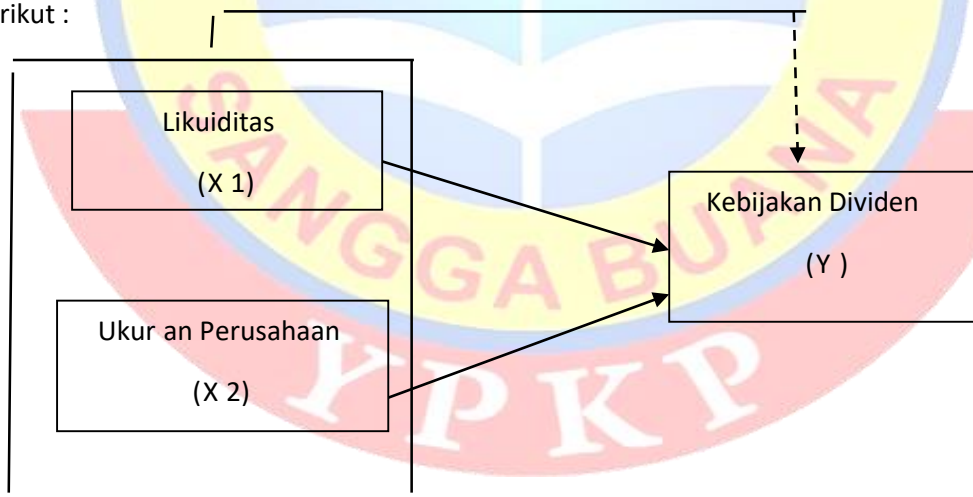 rikut :
Likuiditas
(X 1)
Kebijakan Dividen
(Y )
Ukur an Perusahaan
(X 2)
SANGGA BUANA
YPKP